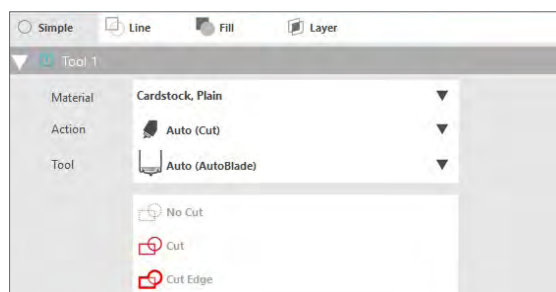 Simple Line Fill Layer
Tool 1
Material Cardstock, Plain
Action Auto (Cut)
Tool Auto (AutoBlade)
No Cut
Cut
Cut Edge